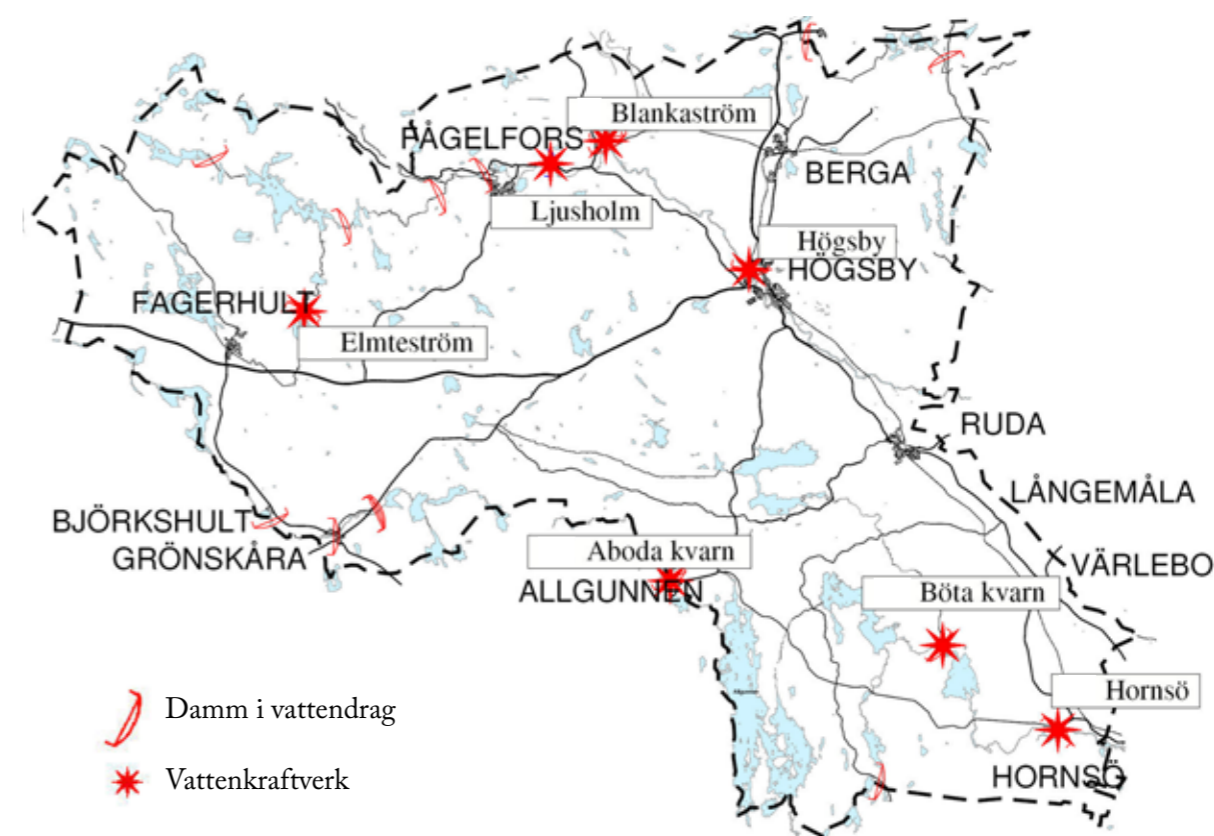 Blankaström
FÅGELFORS
BERGA
Ljusholm
Högsby
HÖGSBY
FAGERHULT
Elmteström
RUDA
LÅNGEMÅLA
BJÖRKSHULT
GRÖNSKÅRA
Aboda kvarn
ALLGUNNEN
VÄRLEBO
Böta kvarn
Hornsö
HORNSÖ
Damm i vattendrag
Vattenkraftverk